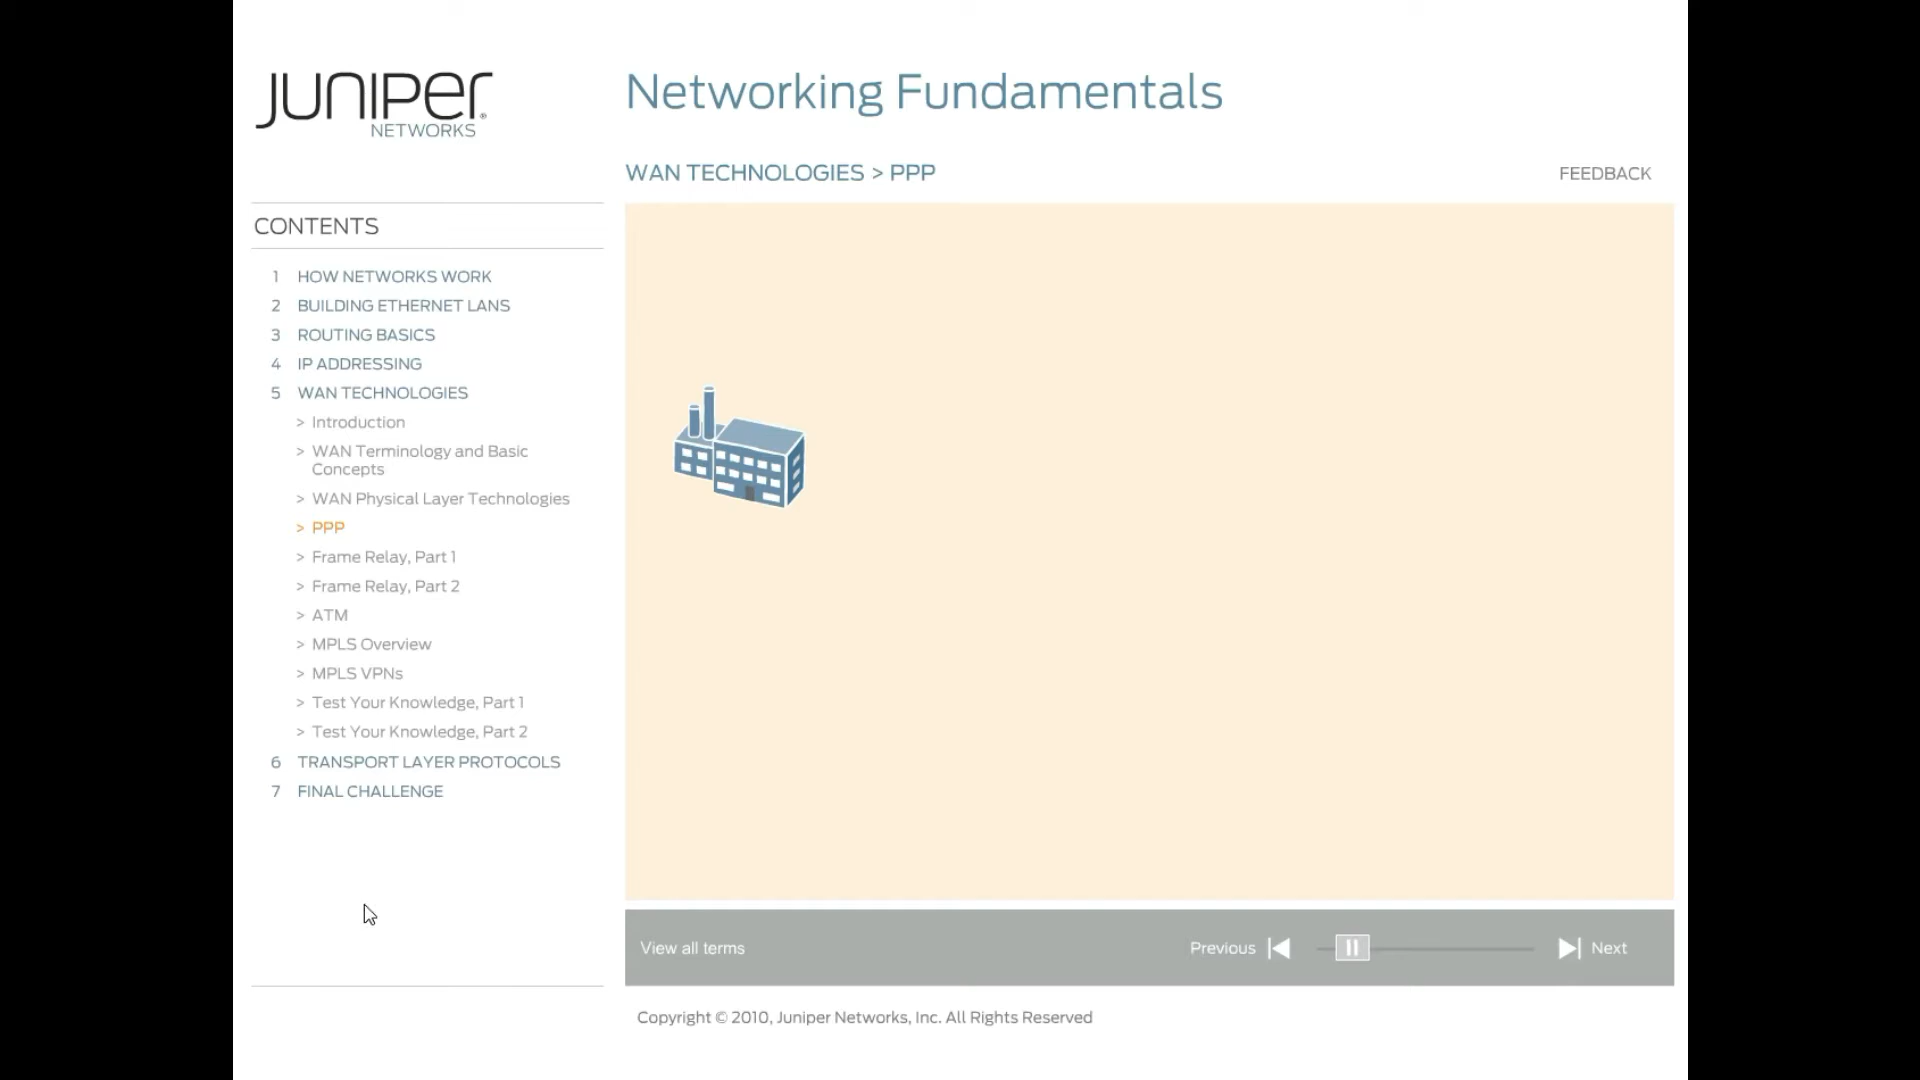 JUNIPER
NETWORKS
Networking Fundamentals
WAN TECHNOLOGIES > PPP
FEEDBACK
CONTENTS
1 HOW NETWORKS WORK
2 BUILDING ETHERNET LANS
3 ROUTING BASICS
4 IP ADDRESSING
5 WAN TECHNOLOGIES
> Introduction
> WAN Terminology and Basic
Concepts
> WAN Physical Layer Technologies
> PPP
> Frame Relay, Part 1
> Frame Relay, Part 2
> ATM
> MPLS Overview
> MPLS VPNs
> Test Your Knowledge, Part 1
> Test Your Knowledge, Part 2
6 TRANSPORT LAYER PROTOCOLS
7 FINAL CHALLENGE
View all terms
Previous
Next
Copyright © 2010, Juniper Networks, Inc. All Rights Reserved